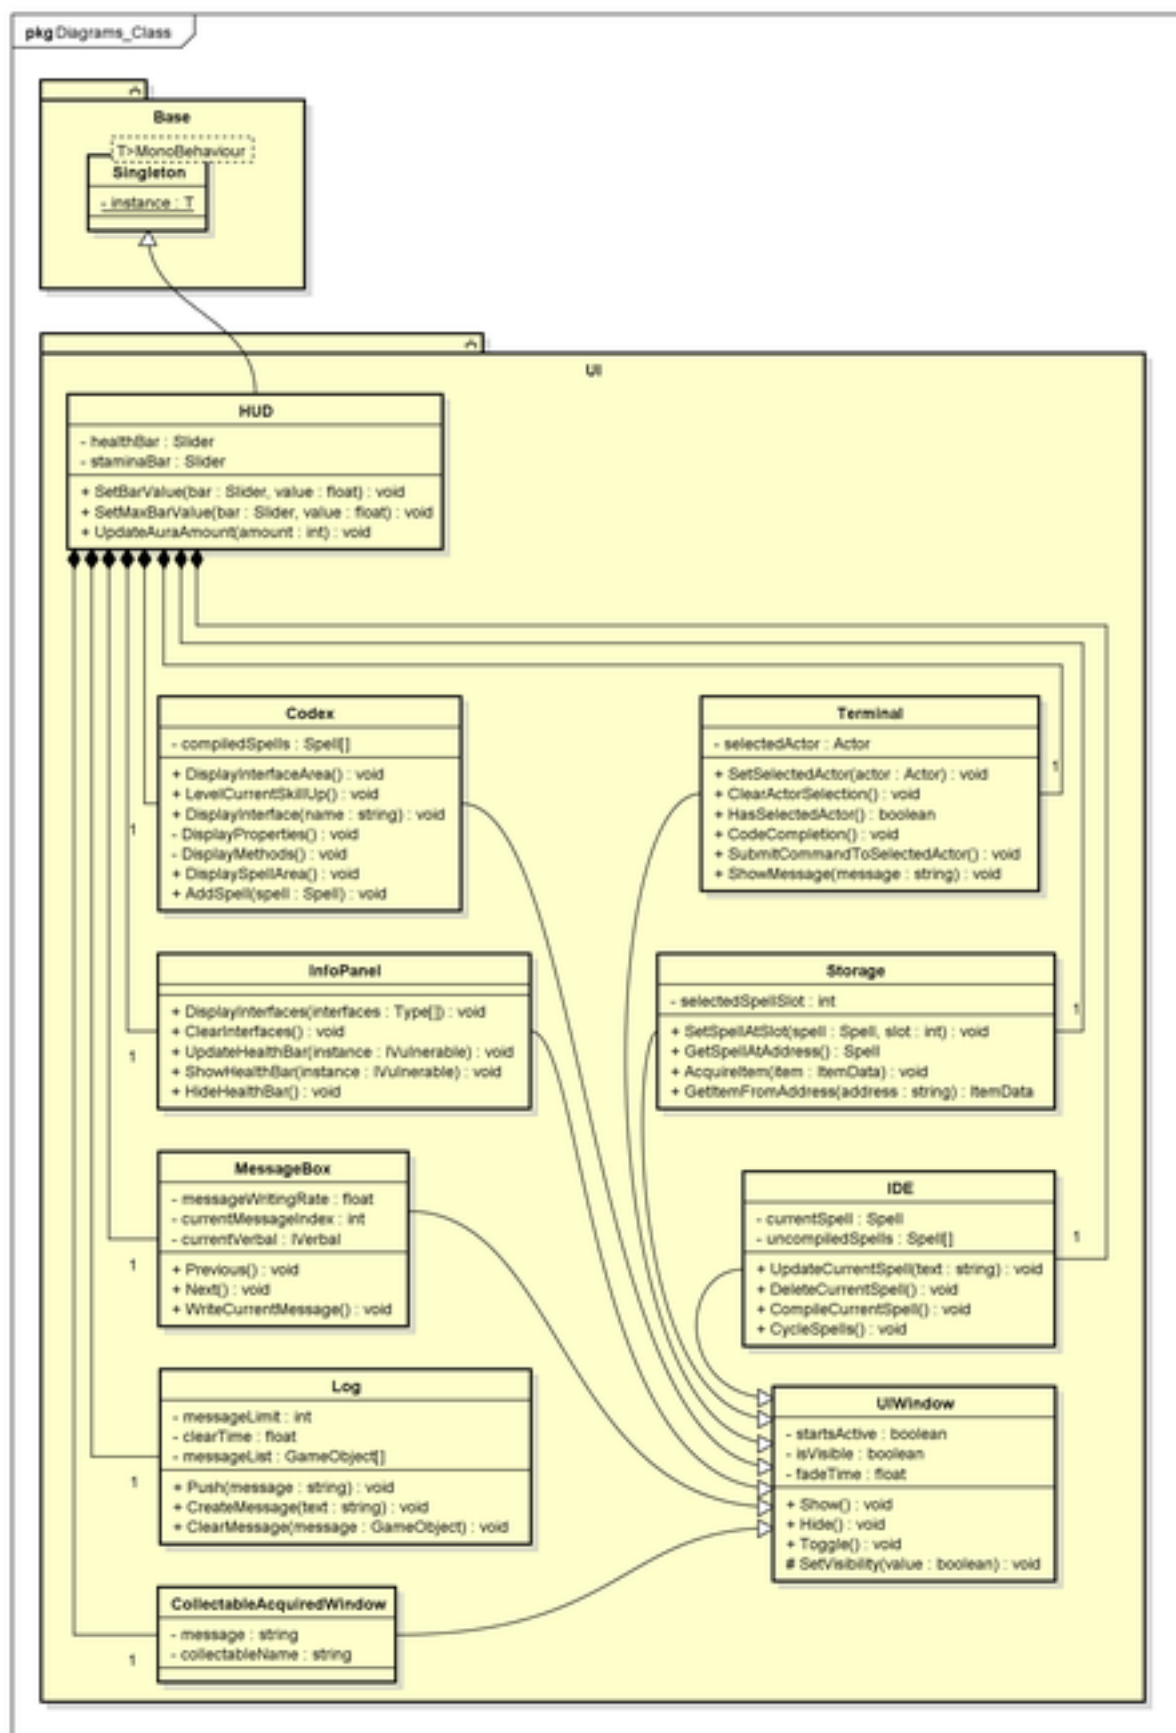 pkg Diagrams_Class
Base
T>MonoBehaviour
Singleton
- instance : T
UI
HUD
- healthBar : Slider
- staminaBar : Slider
+ SetBarValue(bar : Slider, value : float) : void
+ SetMaxBarValue(bar : Slider, value : float) : void
+ UpdateAuraAmount(amount : int) : void
Codex
- compiledSpells : Spell[]
+ DisplayInterfaceArea() : void
+ LevelCurrentSkillUp() : void
+ DisplayInterface(name : string) : void
- DisplayProperties() : void
- DisplayMethods() : void
+ DisplaySpellArea() : void
+ AddSpell(spell : Spell) : void
1
Terminal
- selectedActor : Actor
+ SetSelectedActor(actor : Actor) : void
+ ClearActorSelection() : void
+ HasSelectedActor() : boolean
+ CodeCompletion() : void
+ SubmitCommandToSelectedActor() : void
+ ShowMessage(message : string) : void
1
InfoPanel
+ DisplayInterfaces(interfaces : Type[]) : void
+ ClearInterfaces() : void
+ UpdateHealthBar(instance : IVulnerable) : void
+ ShowHealthBar(instance : IVulnerable) : void
+ HideHealthBar() : void
1
Storage
- selectedSpellSlot : int
+ SetSpellAtSlot(spell : Spell, slot : int) : void
+ GetSpellAtAddress() : Spell
+ AcquireItem(item : ItemData) : void
+ GetItemFromAddress(address : string) : ItemData
1
MessageBox
- messageWritingRate : float
- currentMessageIndex : int
- currentVerbal : IVerbal
+ Previous() : void
+ Next() : void
+ WriteCurrentMessage() : void
1
IDE
- currentSpell : Spell
- uncompiledSpells : Spell[]
+ UpdateCurrentSpell(text : string) : void
+ DeleteCurrentSpell() : void
+ CompileCurrentSpell() : void
+ CycleSpells() : void
1
Log
- messageLimit : int
- clearTime : float
- messageList : GameObject[]
+ Push(message : string) : void
+ CreateMessage(text : string) : void
+ ClearMessage(message : GameObject) : void
1
UIWindow
- startsActive : boolean
- isVisible : boolean
- fadeTime : float
+ Show() : void
+ Hide() : void
+ Toggle() : void
# SetVisibility(value : boolean) : void
CollectableAcquiredWindow
- message : string
- collectableName : string
1